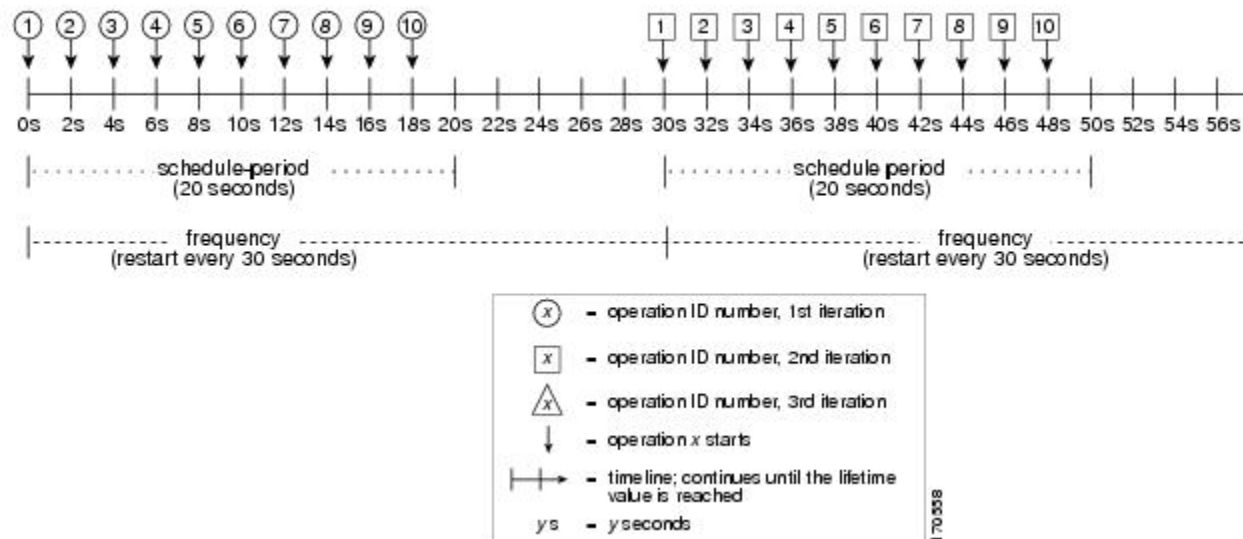 1 2 3 4 5 6 7 8 9 10 1 2 3 4 5 6 7 8 9 10
0s 2s 4s 6s 8s 10s 12s 14s 16s 18s 20s 22s 24s 26s 28s 30s 32s 34s 36s 38s 40s 42s 44s 46s 48s 50s 52s 54s 56s
schedule-period
(20 seconds)
schedule period
(20 seconds)
frequency
(restart every 30 seconds)
frequency
(restart every 30 seconds)
x = operation ID number, 1st iteration
x = operation ID number, 2nd iteration
x = operation ID number, 3rd iteration
= operation x starts
= timeline; continues until the lifetime
value is reached
y s = y seconds
170558